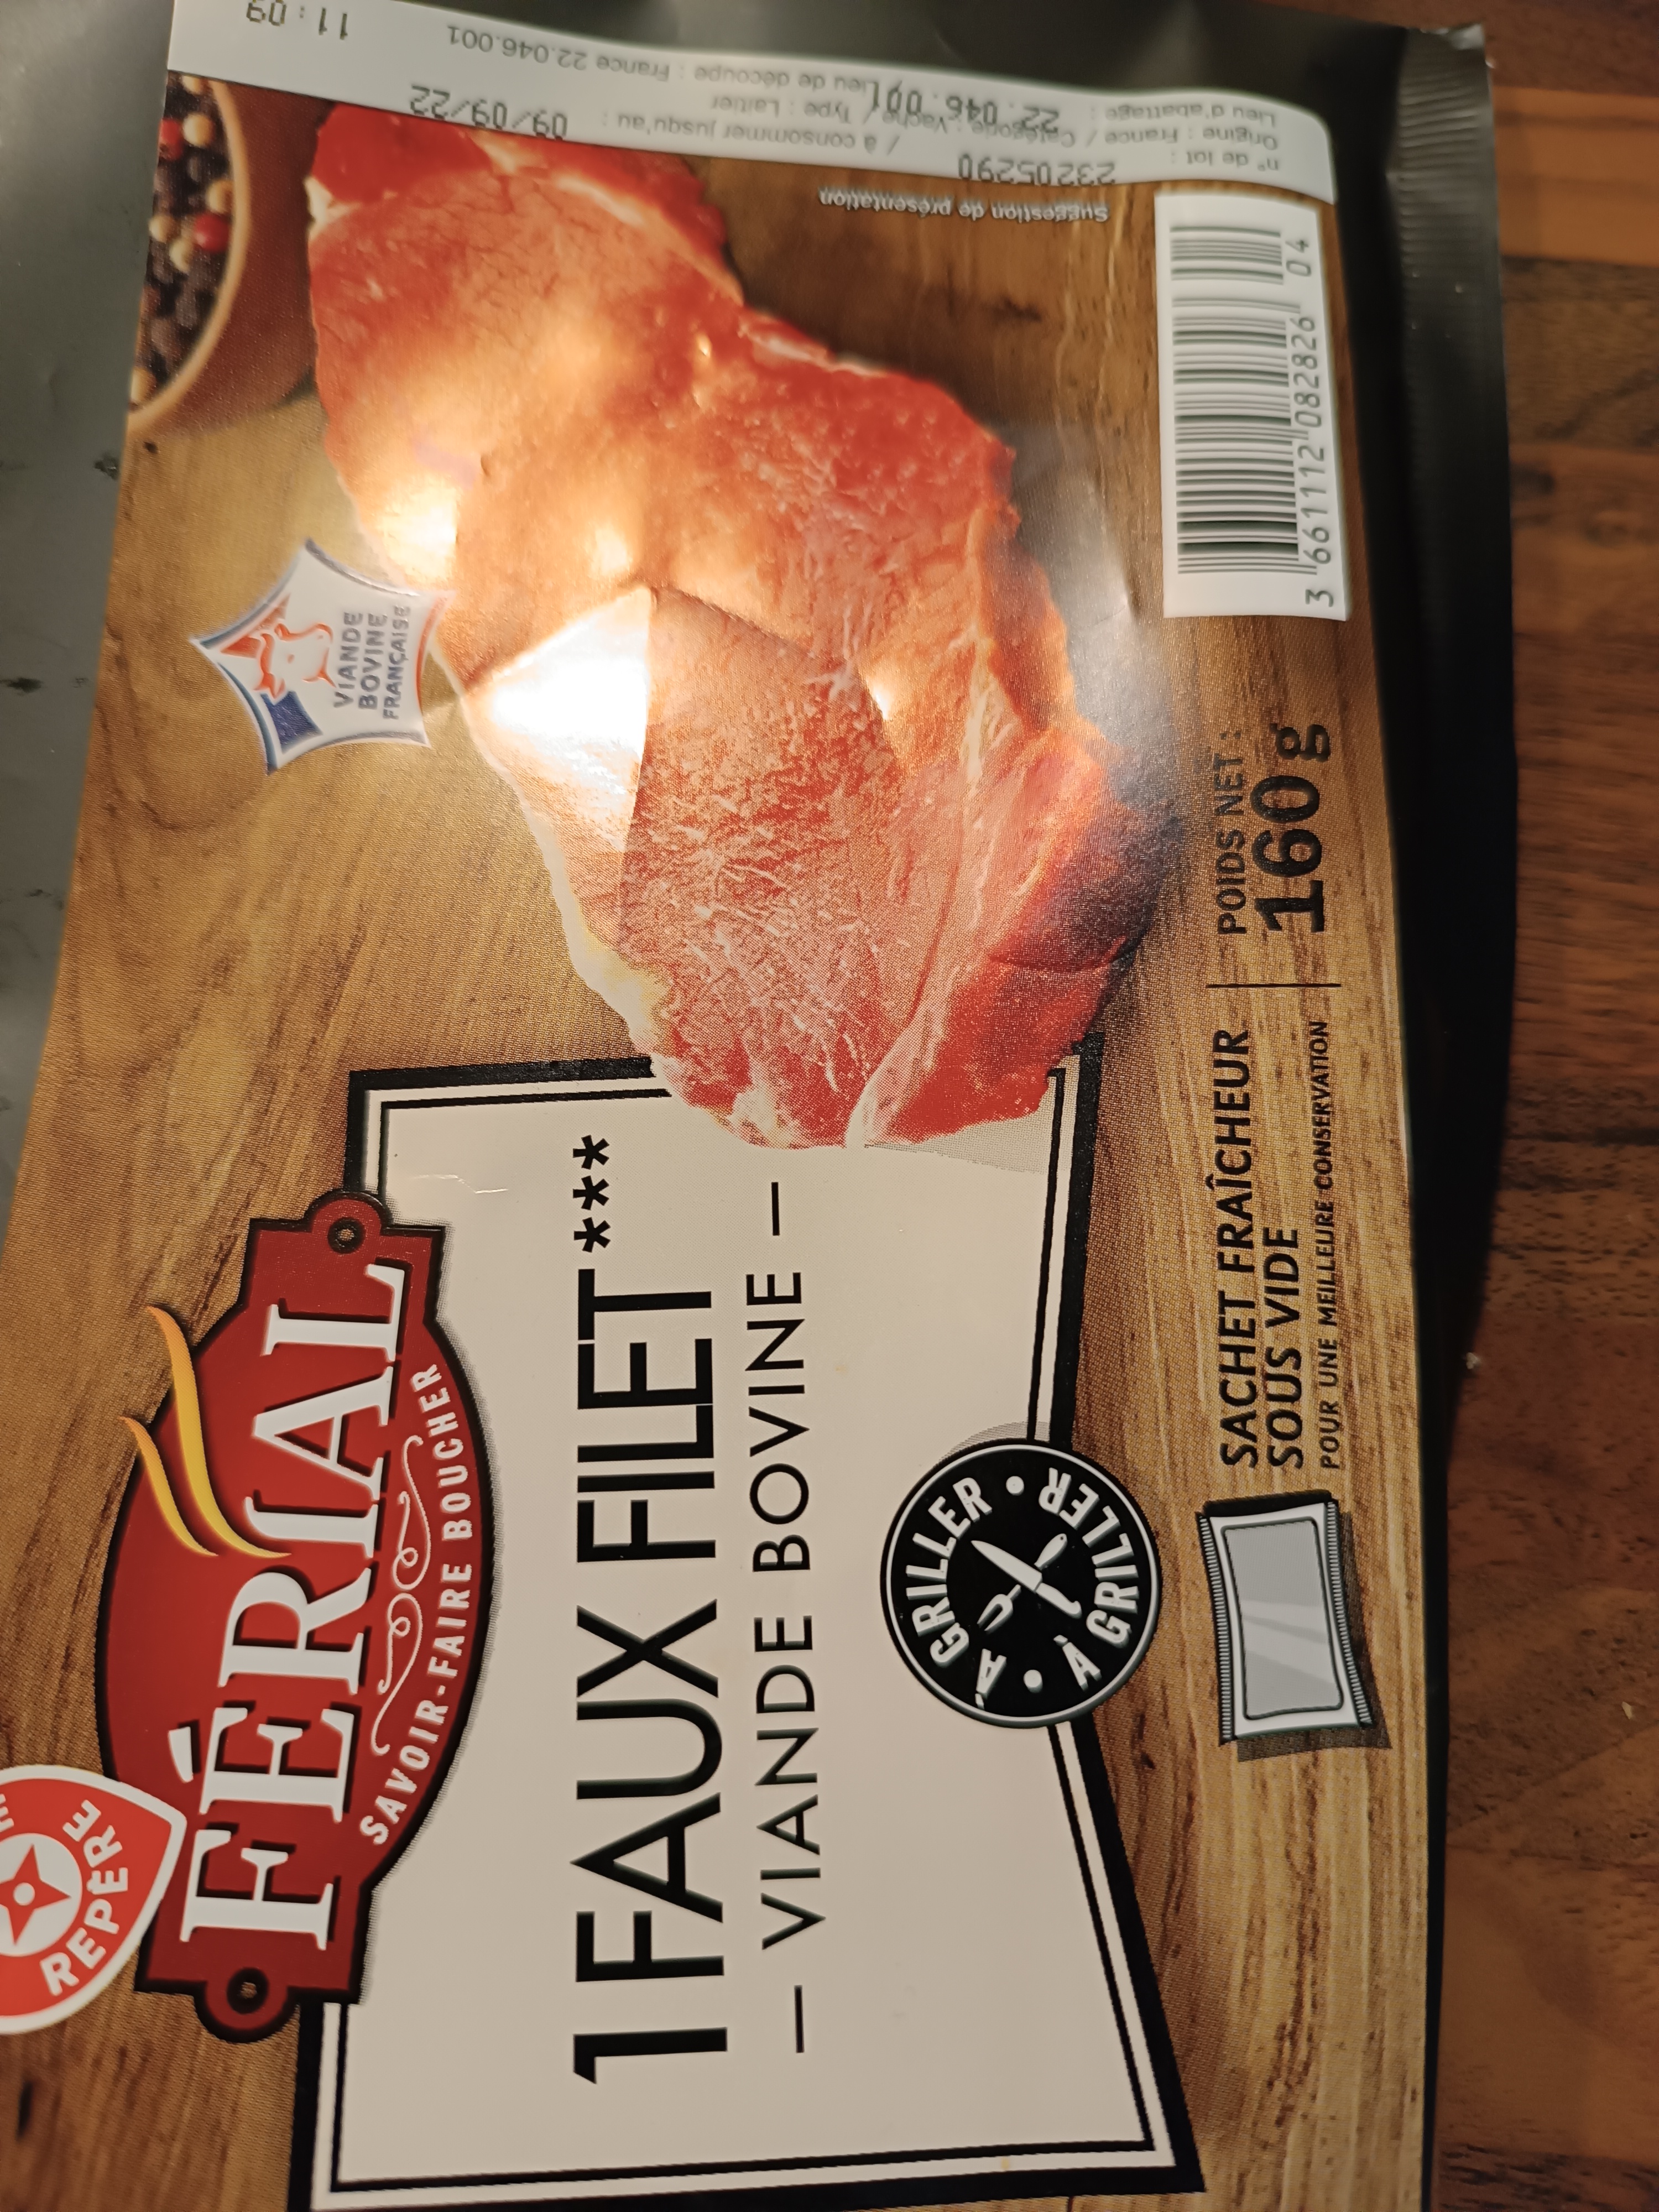 REPÈRE
FÉRIAL
SAVOIR-FAIRE BOUCHER
1 FAUX FILET***
— VIANDE BOVINE —
À GRILLER • À GRILLER •
VIANDE
BOVINE
FRANÇAISE
SACHET FRAÎCHEUR
SOUS VIDE
POUR UNE MEILLEURE CONSERVATION
POIDS NET :
160g
3 661112 082826 04
Suggestion de présentation
n° de lot : 23205290 / à consommer jusqu'au : 09/09/22
Origine : France / Catégorie : Vache / Type : Laitier
Lieu d'abattage : 22.046.001 Lieu de découpe : France 22.046.001
11:09